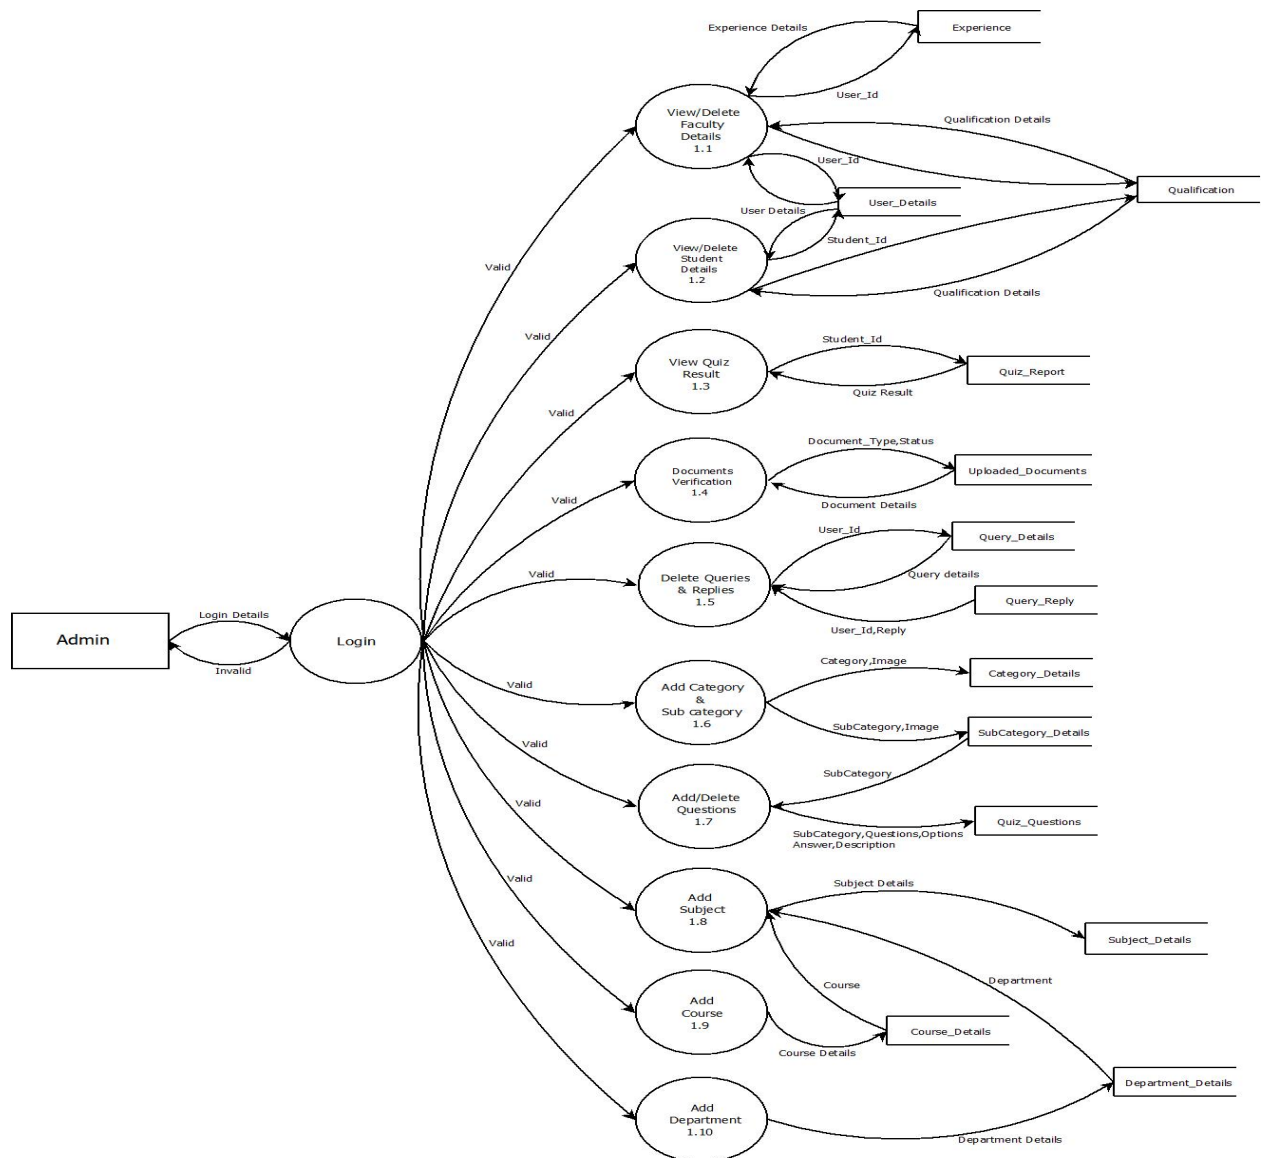 Experience Details
Experience
User_Id
View/Delete
Faculty
Details
1.1
Qualification Details
User_Id
Qualification
User Details
User_Details
Student_Id
View/Delete
Student
Details
1.2
Valid
Qualification Details
Valid
Student_Id
View Quiz
Result
1.3
Quiz_Report
Quiz Result
Valid
Document_Type,Status
Documents
Verification
1.4
Uploaded_Documents
Document Details
Valid
User_Id
Query_Details
Valid
Delete Queries
& Replies
1.5
Query details
Query_Reply
User_Id,Reply
Login Details
Admin
Login
Invalid
Category,Image
Category_Details
Valid
Add Category
&
Sub category
1.6
SubCategory,Image
SubCategory_Details
Valid
SubCategory
Add/Delete
Questions
1.7
Quiz_Questions
SubCategory,Questions,Options
Answer,Description
Valid
Subject Details
Valid
Add
Subject
1.8
Subject_Details
Valid
Department
Course
Add
Course
1.9
Course_Details
Course Details
Department_Details
Add
Department
1.10
Department Details